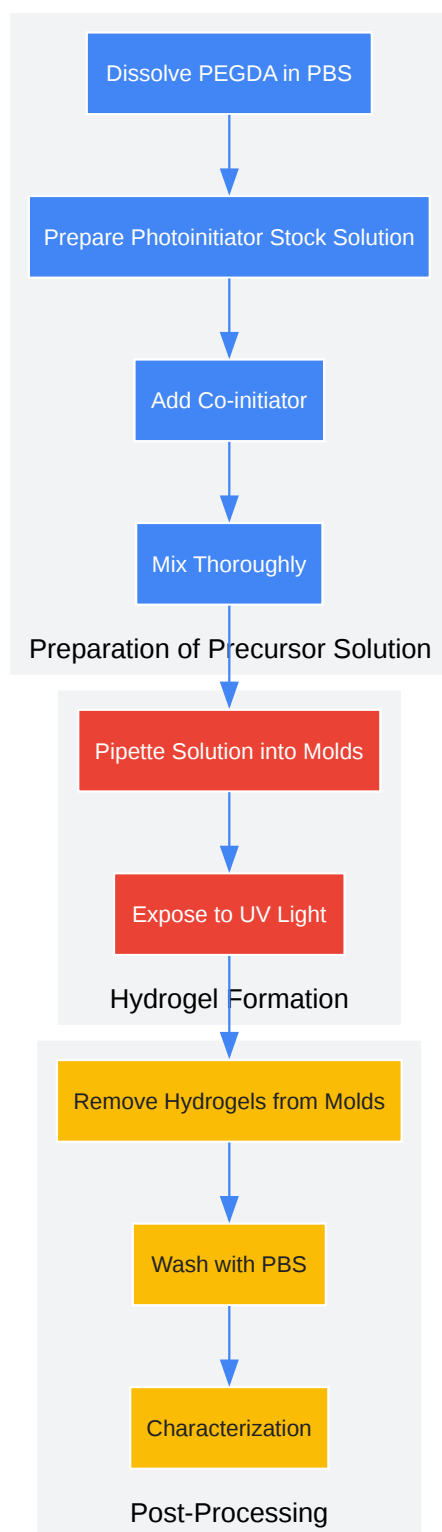 Dissolve PEGDA in PBS
Prepare Photoinitiator Stock Solution
Add Co-initiator
Mix Thoroughly
Preparation of Precursor Solution
Pipette Solution into Molds
Expose to UV Light
Hydrogel Formation
Remove Hydrogels from Molds
Wash with PBS
Characterization
Post-Processing